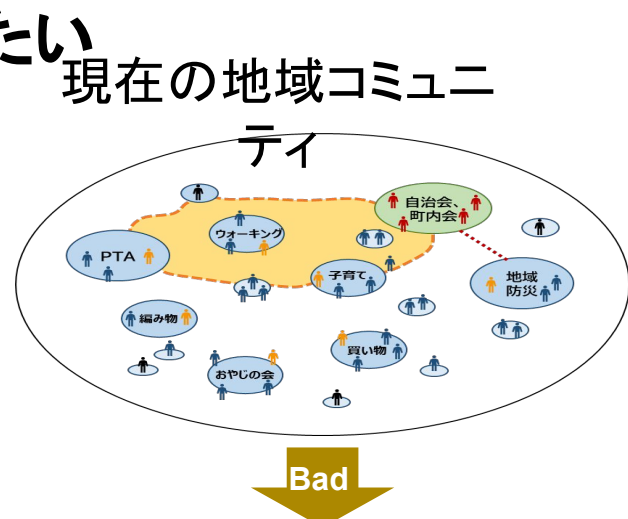 たい
現在の地域コミュニ
ティ
自治会、
町内会
ウォーキング
PTA
子育て
地域
防災
編み物
買い物
おやじの会
Bad